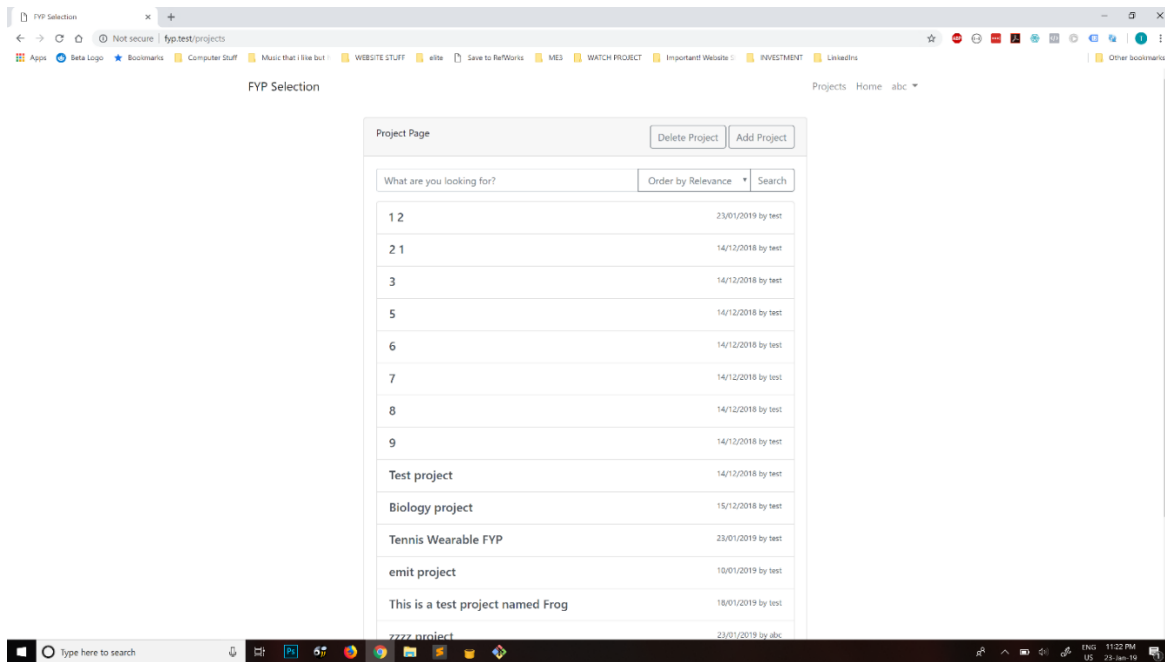 FYP Selection
Not secure | fyp.test/projects
Apps Beta Logo Bookmarks Computer Stuff Music that i like but WEBSITE STUFF elite Save to RefWorks ME3 WATCH PROJECT Important! Website S INVESTMENT LinkedIns Other bookmarks
FYP Selection Projects Home abc
Project Page Delete Project Add Project
What are you looking for? Order by Relevance Search
1 2 23/01/2019 by test
2 1 14/12/2018 by test
3 14/12/2018 by test
5 14/12/2018 by test
6 14/12/2018 by test
7 14/12/2018 by test
8 14/12/2018 by test
9 14/12/2018 by test
Test project 14/12/2018 by test
Biology project 15/12/2018 by test
Tennis Wearable FYP 23/01/2019 by test
emit project 10/01/2019 by test
This is a test project named Frog 18/01/2019 by test
zzzz project 23/01/2019 by abc
Type here to search Ps ENG 11:22 PM
US 23-Jan-19